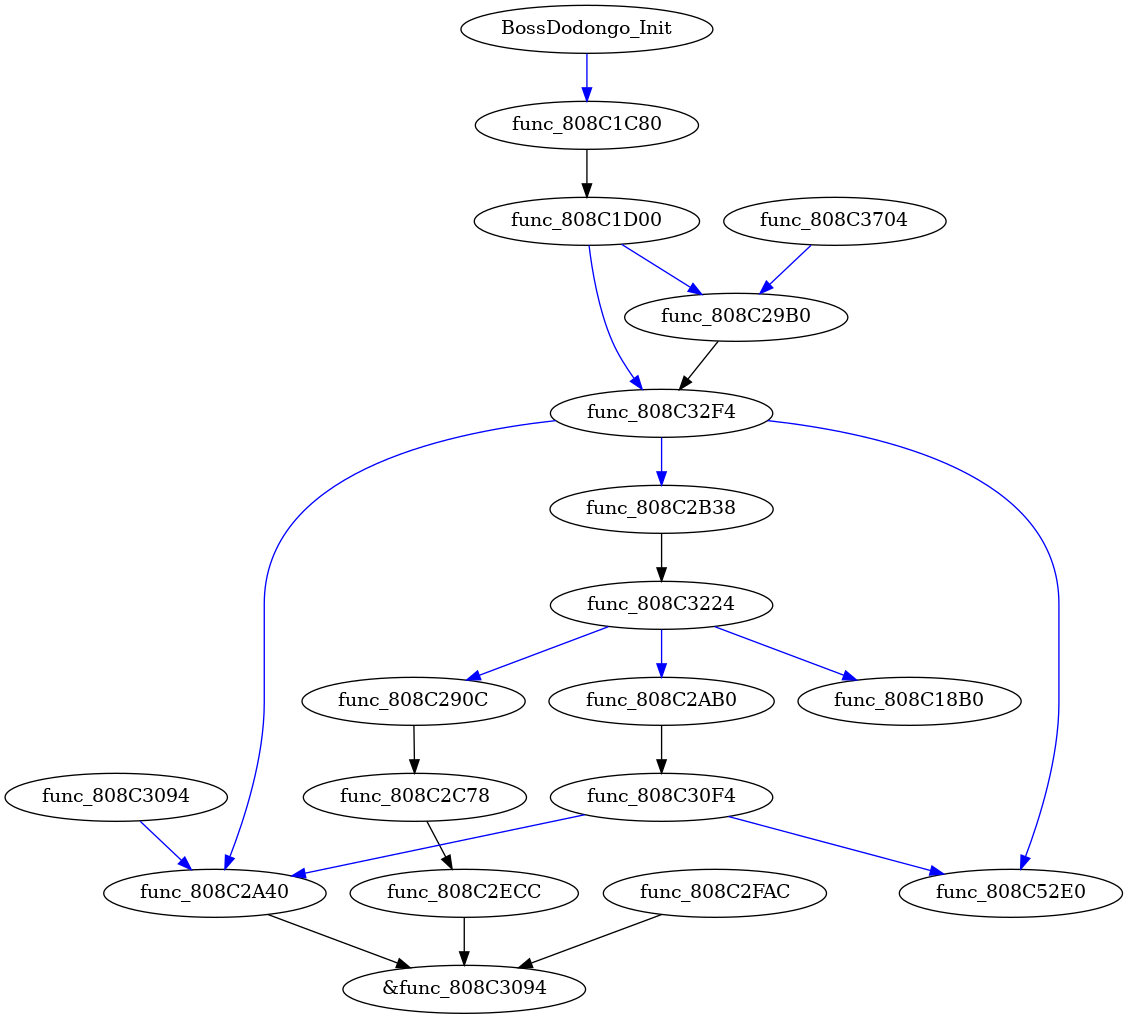 BossDodongo_Init
func_808C1C80
func_808C1D00
func_808C3704
func_808C29B0
func_808C32F4
func_808C2B38
func_808C3224
func_808C290C
func_808C2AB0
func_808C18B0
func_808C3094
func_808C2C78
func_808C30F4
func_808C2A40
func_808C2ECC
func_808C2FAC
func_808C52E0
&func_808C3094